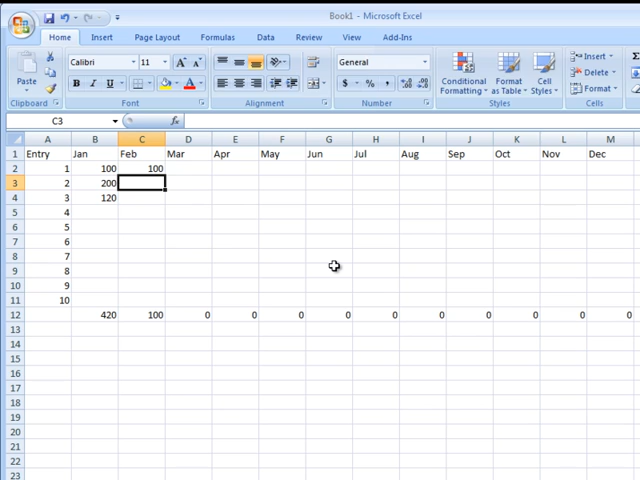 Book1 - Microsoft Excel
Home Insert Page Layout Formulas Data Review View Add-Ins
Calibri 11 General Insert
Paste B I U $ % , Conditional Formatting Format as Table Cell Styles Delete
Format
Clipboard Font Alignment Number Styles Cells
C3 fx
A B C D E F G H I J K L M
1 Entry Jan Feb Mar Apr May Jun Jul Aug Sep Oct Nov Dec
2 1 100 100
3 2 200
4 3 120
5 4
6 5
7 6
8 7
9 8
10 9
11 10
12 420 100 0 0 0 0 0 0 0 0 0 0
13
14
15
16
17
18
19
20
21
22
23